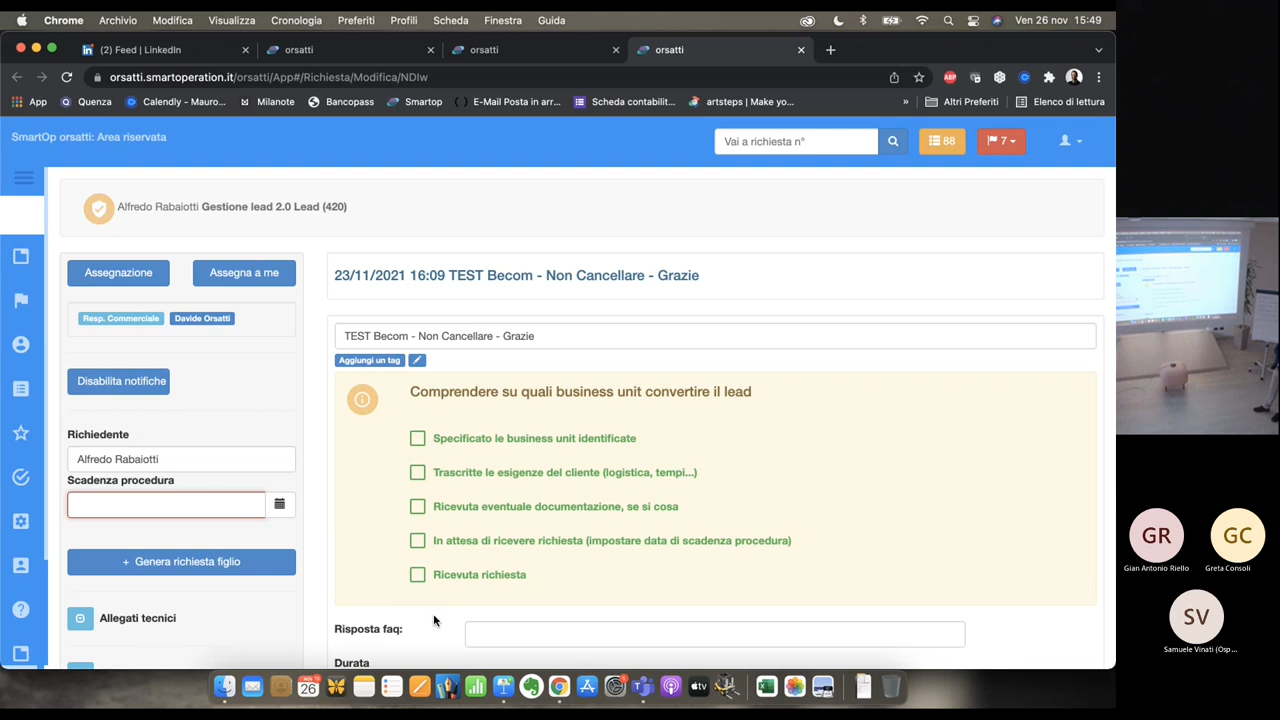 Chrome Archivio Modifica Visualizza Cronologia Preferiti Profili Scheda Finestra Guida Ven 26 nov 15:49
(2) Feed | LinkedIn orsatti orsatti orsatti
orsatti.smartoperation.it/orsatti/App#/Richiesta/Modifica/NDIw
App Quenza Calendly - Mauro... Milanote Bancopass Smartop E-Mail Posta in arr... Scheda contabilit... artsteps | Make yo... » Altri Preferiti Elenco di lettura
SmartOp orsatti: Area riservata
Vai a richiesta n° 88 7
Alfredo Rabaiotti Gestione lead 2.0 Lead (420)
Assegnazione Assegna a me
Resp. Commerciale Davide Orsatti
Disabilita notifiche
Richiedente
Alfredo Rabaiotti
Scadenza procedura
+ Genera richiesta figlio
Allegati tecnici
23/11/2021 16:09 TEST Becom - Non Cancellare - Grazie
TEST Becom - Non Cancellare - Grazie
Aggiungi un tag
Comprendere su quali business unit convertire il lead
Specificato le business unit identificate
Trascritte le esigenze del cliente (logistica, tempi...)
Ricevuta eventuale documentazione, se si cosa
In attesa di ricevere richiesta (impostare data di scadenza procedura)
Ricevuta richiesta
Risposta faq:
Durata
GR GC
Gian Antonio Riello Greta Consoli
SV
Samuele Vinati (Osp...
26
tv